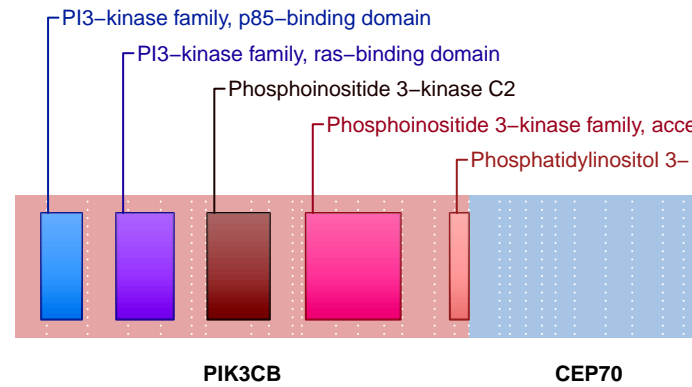 PI3−kinase family, p85−binding domain
PI3−kinase family, ras−binding domain
Phosphoinositide 3−kinase C2
Phosphoinositide 3−kinase family, acce
Phosphatidylinositol 3−
PIK3CB CEP70